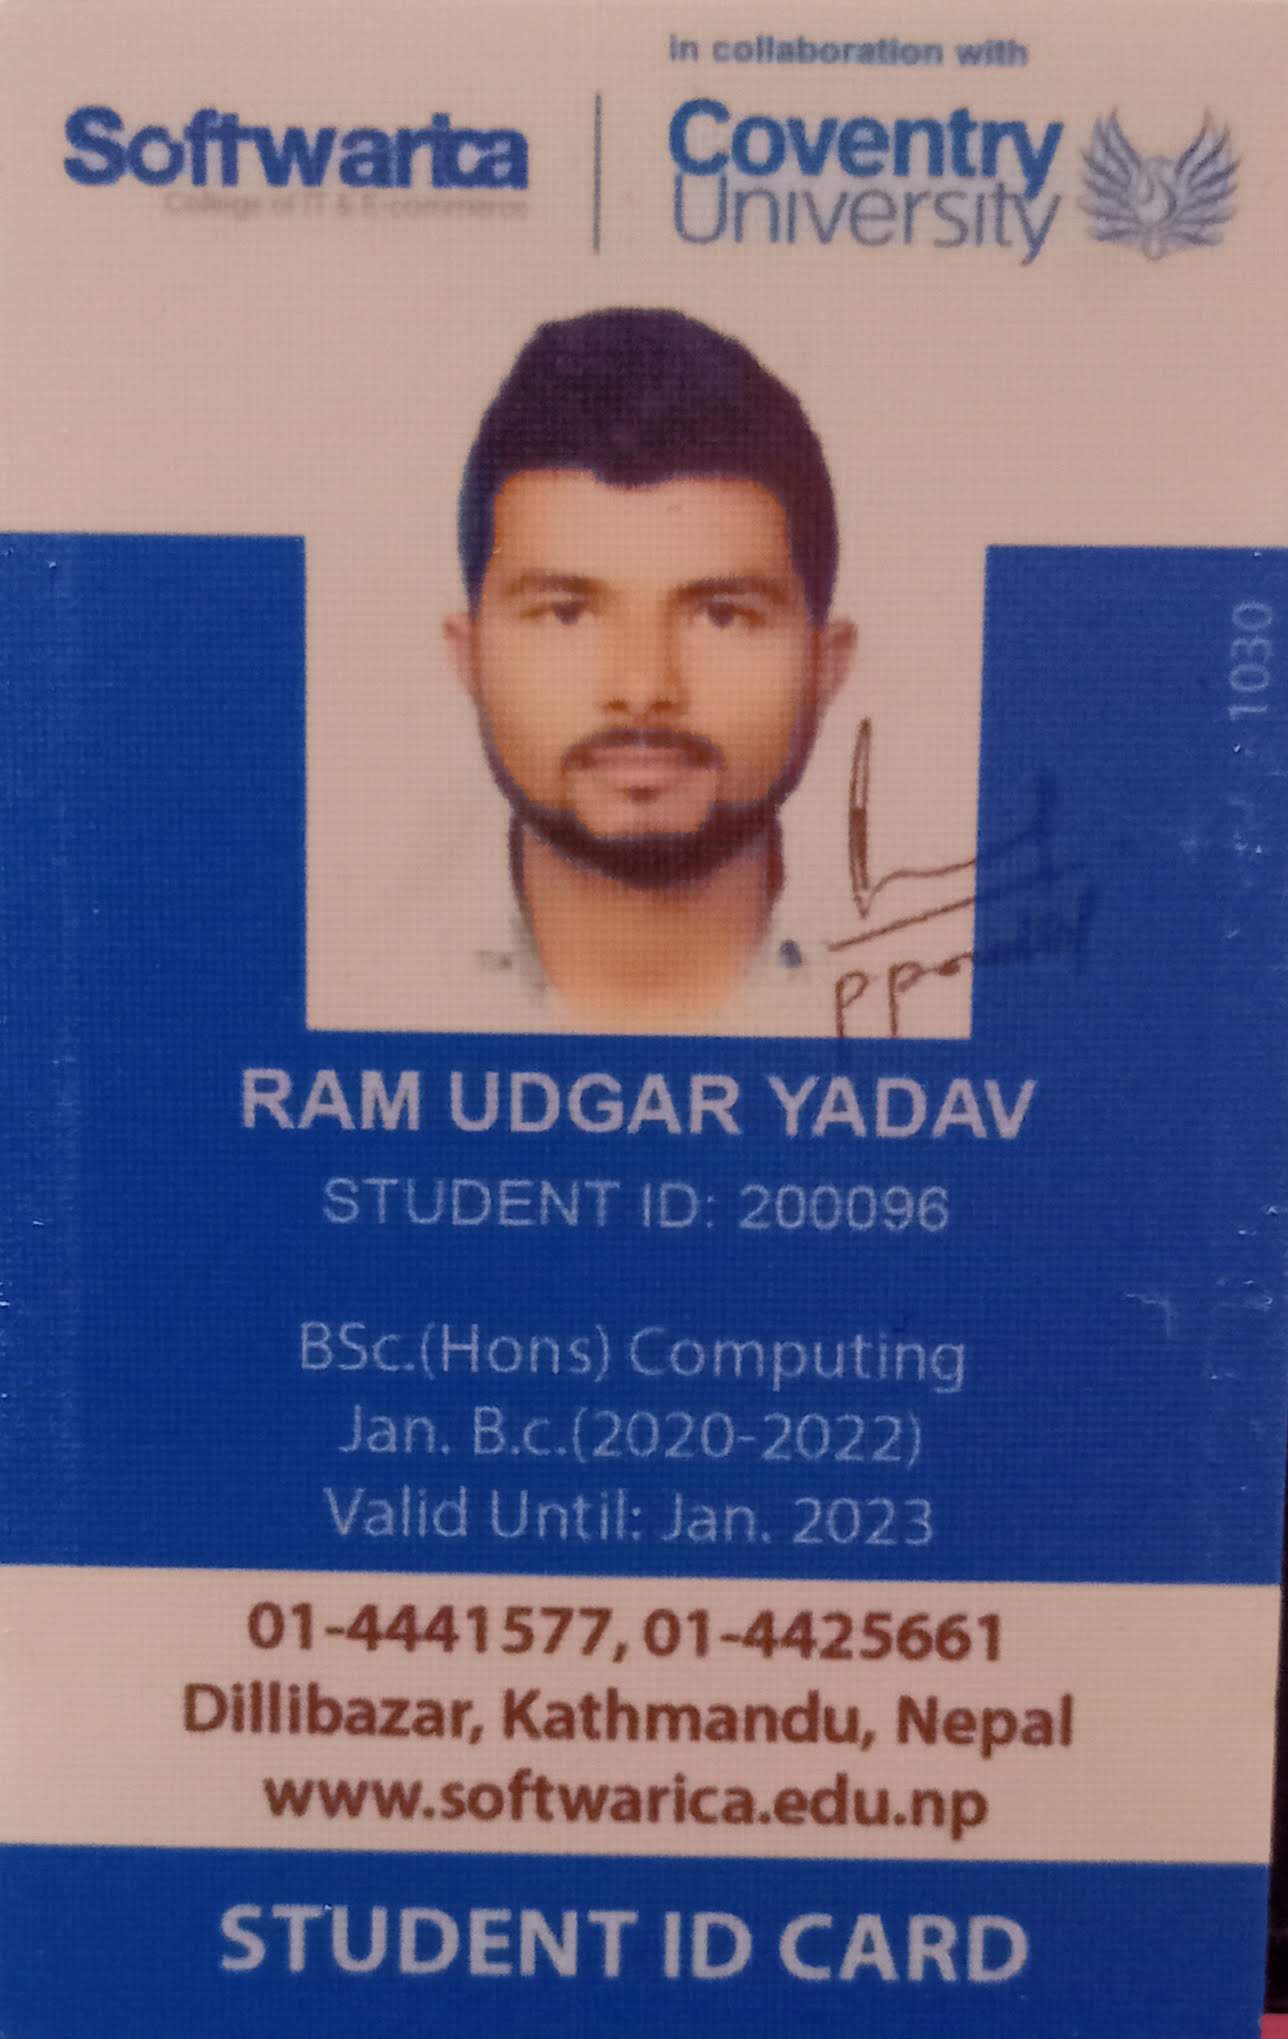 in collaboration with
Softwarica
College of IT & E-commerce
Coventry
University
1030
RAM UDGAR YADAV
STUDENT ID: 200096
BSc.(Hons) Computing
Jan. B.c.(2020-2022)
Valid Until: Jan. 2023
01-4441577, 01-4425661
Dillibazar, Kathmandu, Nepal
www.softwarica.edu.np
STUDENT ID CARD